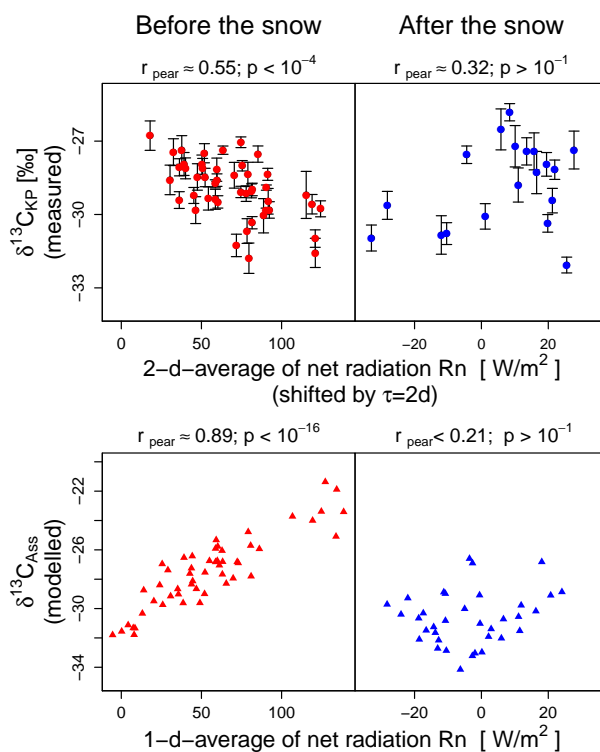 Before the snow After the snow
r pear ≈ 0.55; p < 10⁻⁴ r pear ≈ 0.32; p > 10⁻¹
δ¹³C_KP [‰]
(measured)
−27
−30
−33
0 50 100 −20 0 20
2−d−average of net radiation Rn [ W/m² ]
(shifted by τ=2d)
r pear ≈ 0.89; p < 10⁻¹⁶ r pear < 0.21; p > 10⁻¹
δ¹³C_Ass
(modelled)
−22
−26
−30
−34
0 50 100 −20 0 20
1−d−average of net radiation Rn [ W/m² ]